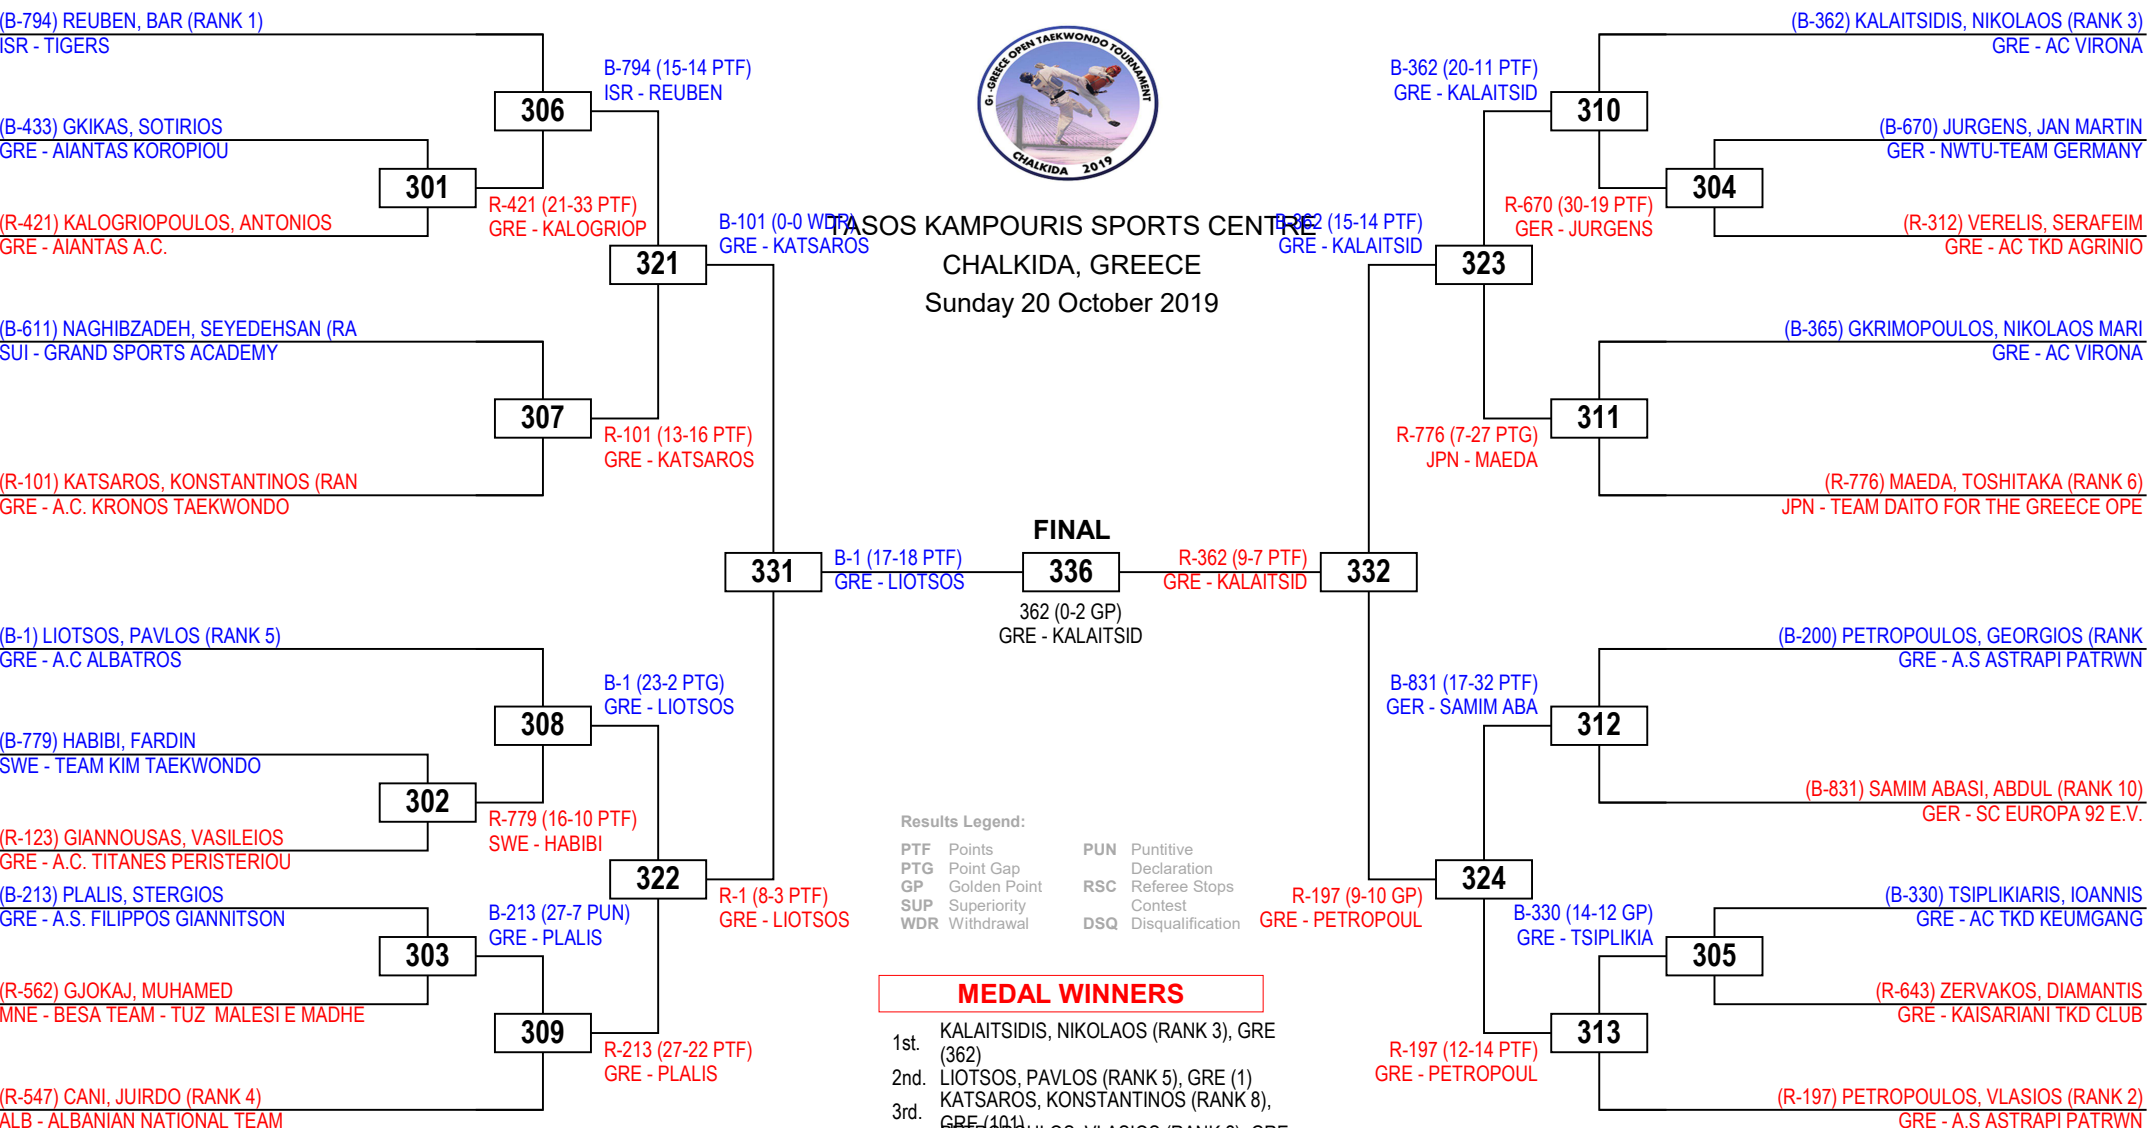 (B-794) REUBEN, BAR (RANK 1)
ISR - TIGERS
(B-433) GKIKAS, SOTIRIOS
GRE - AIANTAS KOROPIOU
(R-421) KALOGRIOPOULOS, ANTONIOS
GRE - AIANTAS A.C.
(B-611) NAGHIBZADEH, SEYEDEHSAN (RA
SUI - GRAND SPORTS ACADEMY
(R-101) KATSAROS, KONSTANTINOS (RAN
GRE - A.C. KRONOS TAEKWONDO
(B-1) LIOTSOS, PAVLOS (RANK 5)
GRE - A.C ALBATROS
(B-779) HABIBI, FARDIN
SWE - TEAM KIM TAEKWONDO
(R-123) GIANNOUSAS, VASILEIOS
GRE - A.C. TITANES PERISTERIOU
(B-213) PLALIS, STERGIOS
GRE - A.S. FILIPPOS GIANNITSON
(R-562) GJOKAJ, MUHAMED
MNE - BESA TEAM - TUZ MALESI E MADHE
(R-547) CANI, JUIRDO (RANK 4)
ALB - ALBANIAN NATIONAL TEAM
301
302
303
R-421 (21-33 PTF)
GRE - KALOGRIOP
R-779 (16-10 PTF)
SWE - HABIBI
B-213 (27-7 PUN)
GRE - PLALIS
306
307
308
309
B-794 (15-14 PTF)
ISR - REUBEN
R-101 (13-16 PTF)
GRE - KATSAROS
B-1 (23-2 PTG)
GRE - LIOTSOS
R-213 (27-22 PTF)
GRE - PLALIS
321
322
B-101 (0-0 WDR)
GRE - KATSAROS
R-1 (8-3 PTF)
GRE - LIOTSOS
331
B-1 (17-18 PTF)
GRE - LIOTSOS
G1 -GREECE OPEN TAEKWONDO TOURNAMENT
CHALKIDA 2019
TASOS KAMPOURIS SPORTS CENTRE
CHALKIDA, GREECE
Sunday 20 October 2019
FINAL
336
362 (0-2 GP)
GRE - KALAITSID
Results Legend:
PTF Points
PTG Point Gap
GP Golden Point
SUP Superiority
WDR Withdrawal
PUN Puntitive
Declaration
RSC Referee Stops
Contest
DSQ Disqualification
MEDAL WINNERS
1st. KALAITSIDIS, NIKOLAOS (RANK 3), GRE
(362)
2nd. LIOTSOS, PAVLOS (RANK 5), GRE (1)
3rd. KATSAROS, KONSTANTINOS (RANK 8),
GRE (101)
R-362 (9-7 PTF)
GRE - KALAITSID
332
B-362 (15-14 PTF)
GRE - KALAITSID
R-197 (9-10 GP)
GRE - PETROPOUL
323
324
B-362 (20-11 PTF)
GRE - KALAITSID
R-776 (7-27 PTG)
JPN - MAEDA
B-831 (17-32 PTF)
GER - SAMIM ABA
R-197 (12-14 PTF)
GRE - PETROPOUL
310
311
312
313
R-670 (30-19 PTF)
GER - JURGENS
B-330 (14-12 GP)
GRE - TSIPLIKIA
304
305
(B-362) KALAITSIDIS, NIKOLAOS (RANK 3)
GRE - AC VIRONA
(B-670) JURGENS, JAN MARTIN
GER - NWTU-TEAM GERMANY
(R-312) VERELIS, SERAFEIM
GRE - AC TKD AGRINIO
(B-365) GKRIMOPOULOS, NIKOLAOS MARI
GRE - AC VIRONA
(R-776) MAEDA, TOSHITAKA (RANK 6)
JPN - TEAM DAITO FOR THE GREECE OPE
(B-200) PETROPOULOS, GEORGIOS (RANK
GRE - A.S ASTRAPI PATRWN
(B-831) SAMIM ABASI, ABDUL (RANK 10)
GER - SC EUROPA 92 E.V.
(B-330) TSIPLIKIARIS, IOANNIS
GRE - AC TKD KEUMGANG
(R-643) ZERVAKOS, DIAMANTIS
GRE - KAISARIANI TKD CLUB
(R-197) PETROPOULOS, VLASIOS (RANK 2)
GRE - A.S ASTRAPI PATRWN